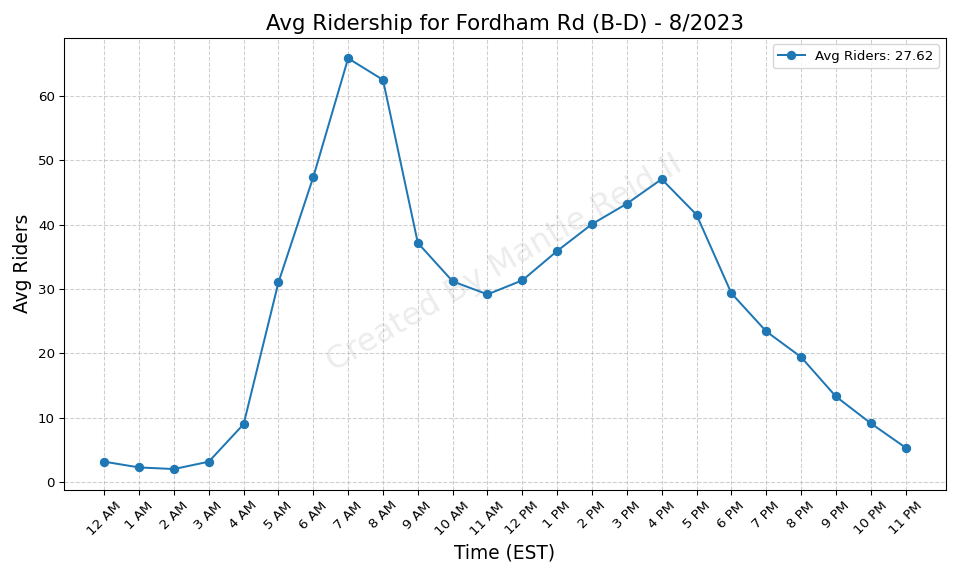 Avg Ridership for Fordham Rd (B-D) - 8/2023
Avg Riders: 27.62
Avg Riders
60
50
40
30
20
10
0
Created By Mantle Reid II
12 AM
1 AM
2 AM
3 AM
4 AM
5 AM
6 AM
7 AM
8 AM
9 AM
10 AM
11 AM
12 PM
1 PM
2 PM
3 PM
4 PM
5 PM
6 PM
7 PM
8 PM
9 PM
10 PM
11 PM
Time (EST)